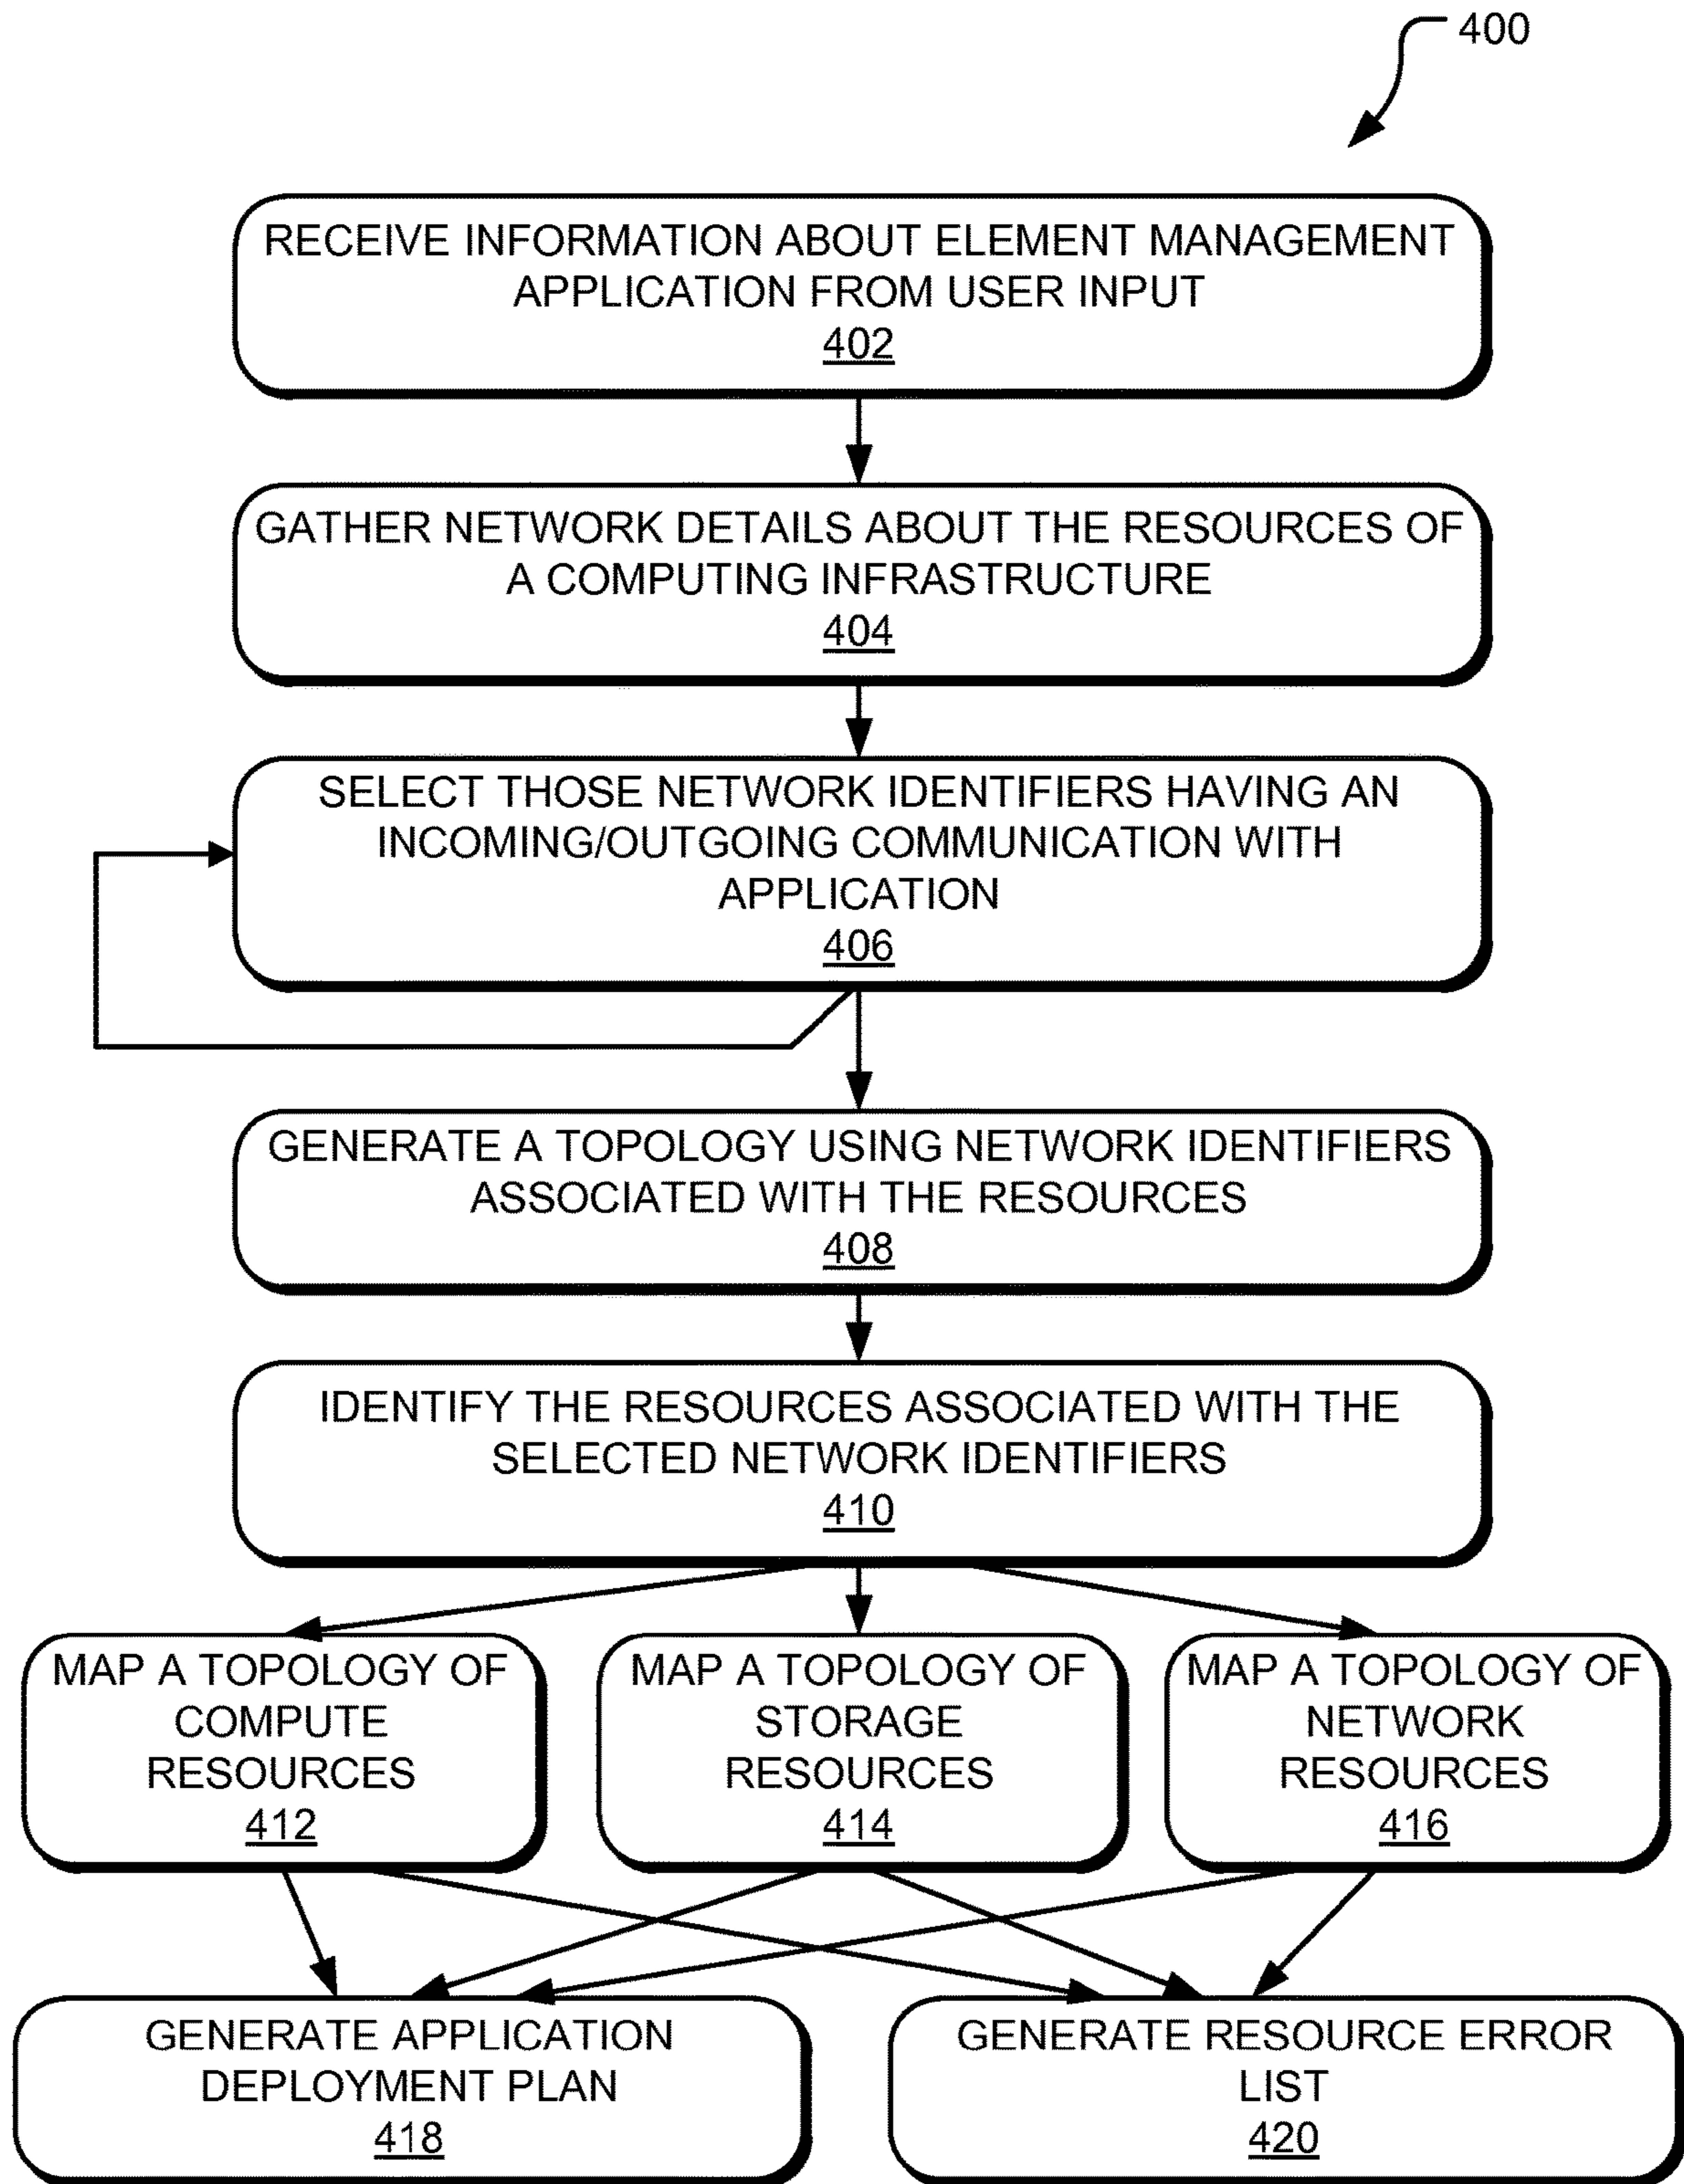 400
RECEIVE INFORMATION ABOUT ELEMENT MANAGEMENT
APPLICATION FROM USER INPUT
402
GATHER NETWORK DETAILS ABOUT THE RESOURCES OF
A COMPUTING INFRASTRUCTURE
404
SELECT THOSE NETWORK IDENTIFIERS HAVING AN
INCOMING/OUTGOING COMMUNICATION WITH
APPLICATION
406
GENERATE A TOPOLOGY USING NETWORK IDENTIFIERS
ASSOCIATED WITH THE RESOURCES
408
IDENTIFY THE RESOURCES ASSOCIATED WITH THE
SELECTED NETWORK IDENTIFIERS
410
MAP A TOPOLOGY OF
COMPUTE
RESOURCES
412
MAP A TOPOLOGY OF
STORAGE
RESOURCES
414
MAP A TOPOLOGY OF
NETWORK
RESOURCES
416
GENERATE APPLICATION
DEPLOYMENT PLAN
418
GENERATE RESOURCE ERROR
LIST
420